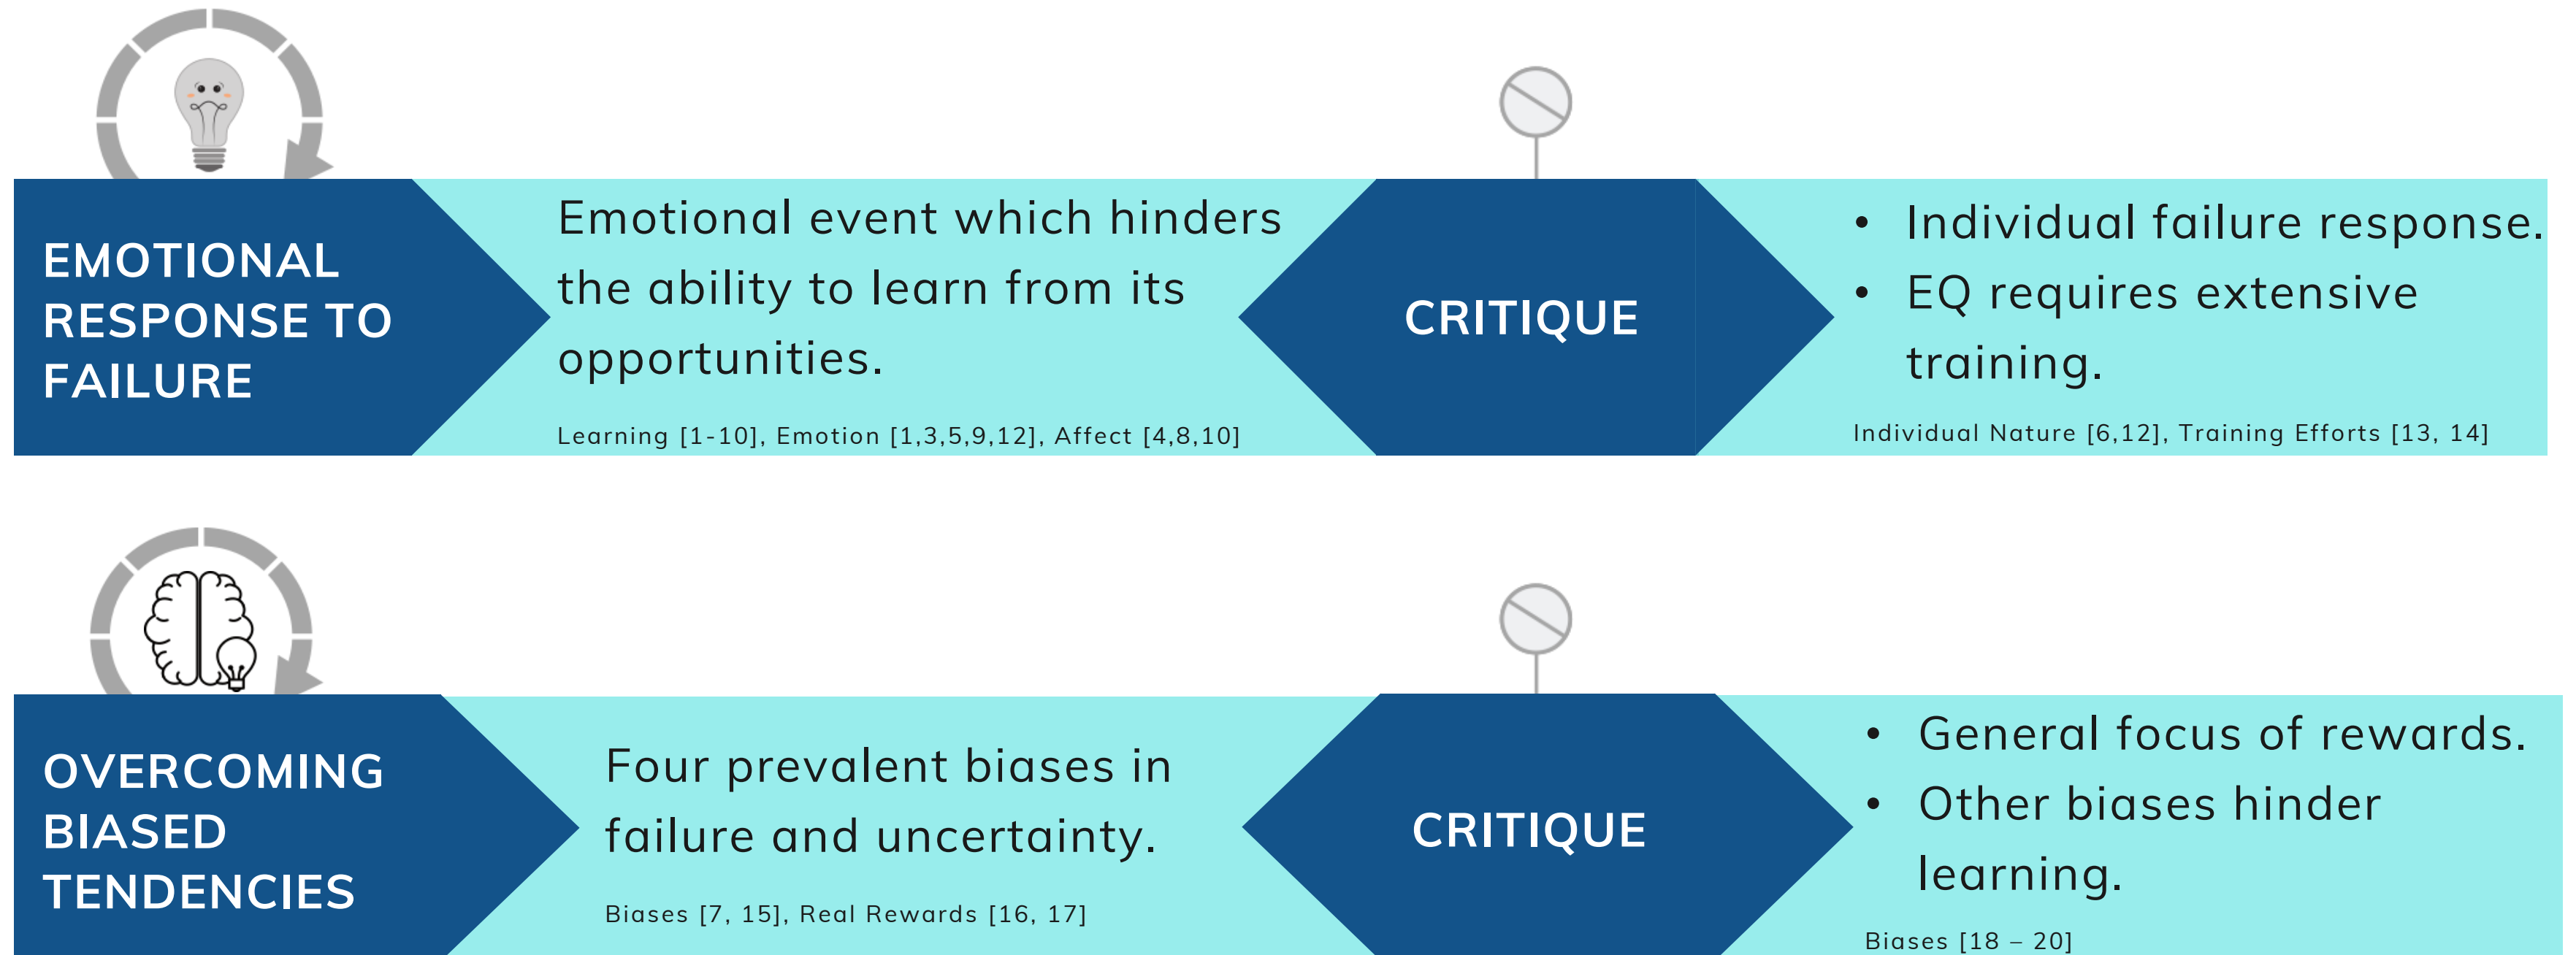 EMOTIONAL
RESPONSE TO
FAILURE
Emotional event which hinders
the ability to learn from its
opportunities.
Learning [1-10], Emotion [1,3,5,9,12], Affect [4,8,10]
CRITIQUE
• Individual failure response.
• EQ requires extensive
training.
Individual Nature [6,12], Training Efforts [13, 14]
OVERCOMING
BIASED
TENDENCIES
Four prevalent biases in
failure and uncertainty.
Biases [7, 15], Real Rewards [16, 17]
CRITIQUE
• General focus of rewards.
• Other biases hinder
learning.
Biases [18 – 20]